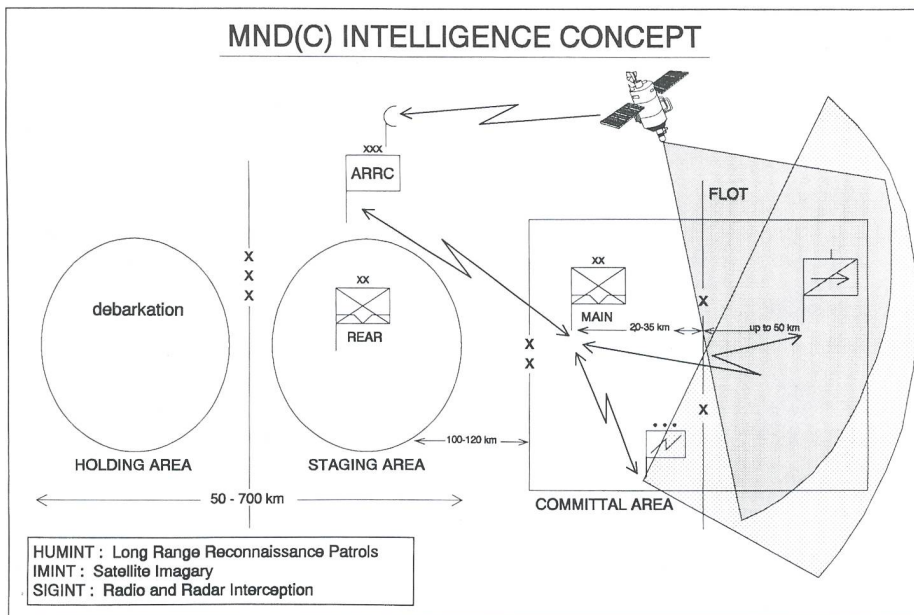 MND(C) INTELLIGENCE CONCEPT
xxx
ARRC
FLOT
X
X
X
debarkation
xx
REAR
xx
MAIN
X
20-35 km
up to 50 km
X
X
X
100-120 km
HOLDING AREA
STAGING AREA
COMMITTAL AREA
50 - 700 km
HUMINT : Long Range Reconnaissance Patrols
IMINT : Satellite Imagary
SIGINT : Radio and Radar Interception